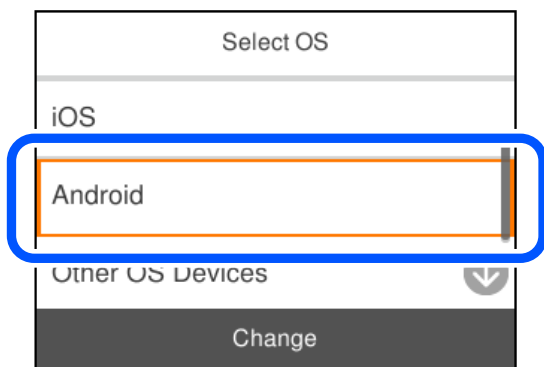 Select OS
iOS
Android
Other OS Devices
Change